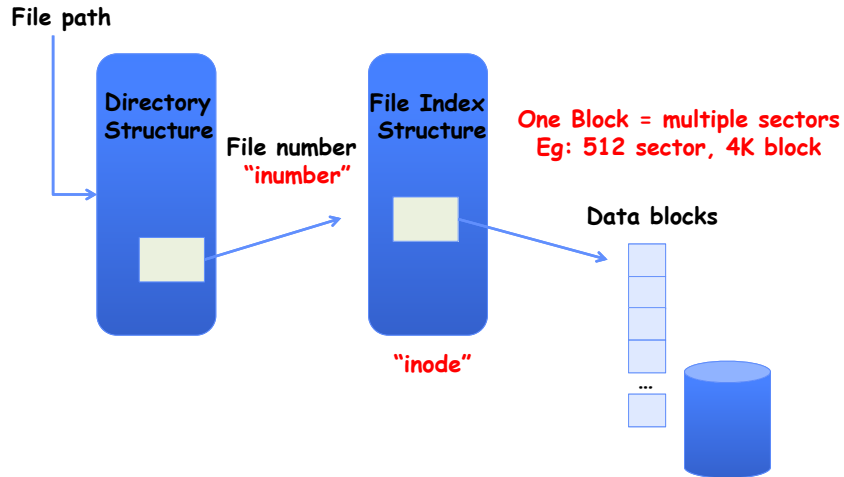 File path
Directory
Structure
File number
“inumber”
File Index
Structure
“inode”
One Block = multiple sectors
Eg: 512 sector, 4K block
Data blocks
…